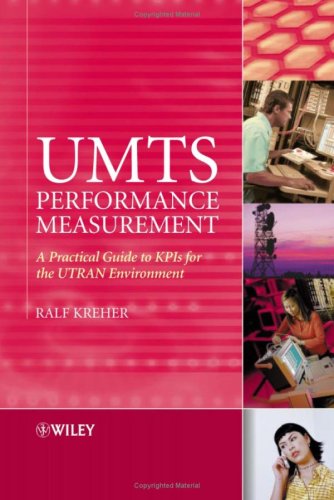 UMTS
PERFORMANCE
MEASUREMENT
A Practical Guide to KPIs for
the UTRAN Environment
RALF KREHER
WILEY